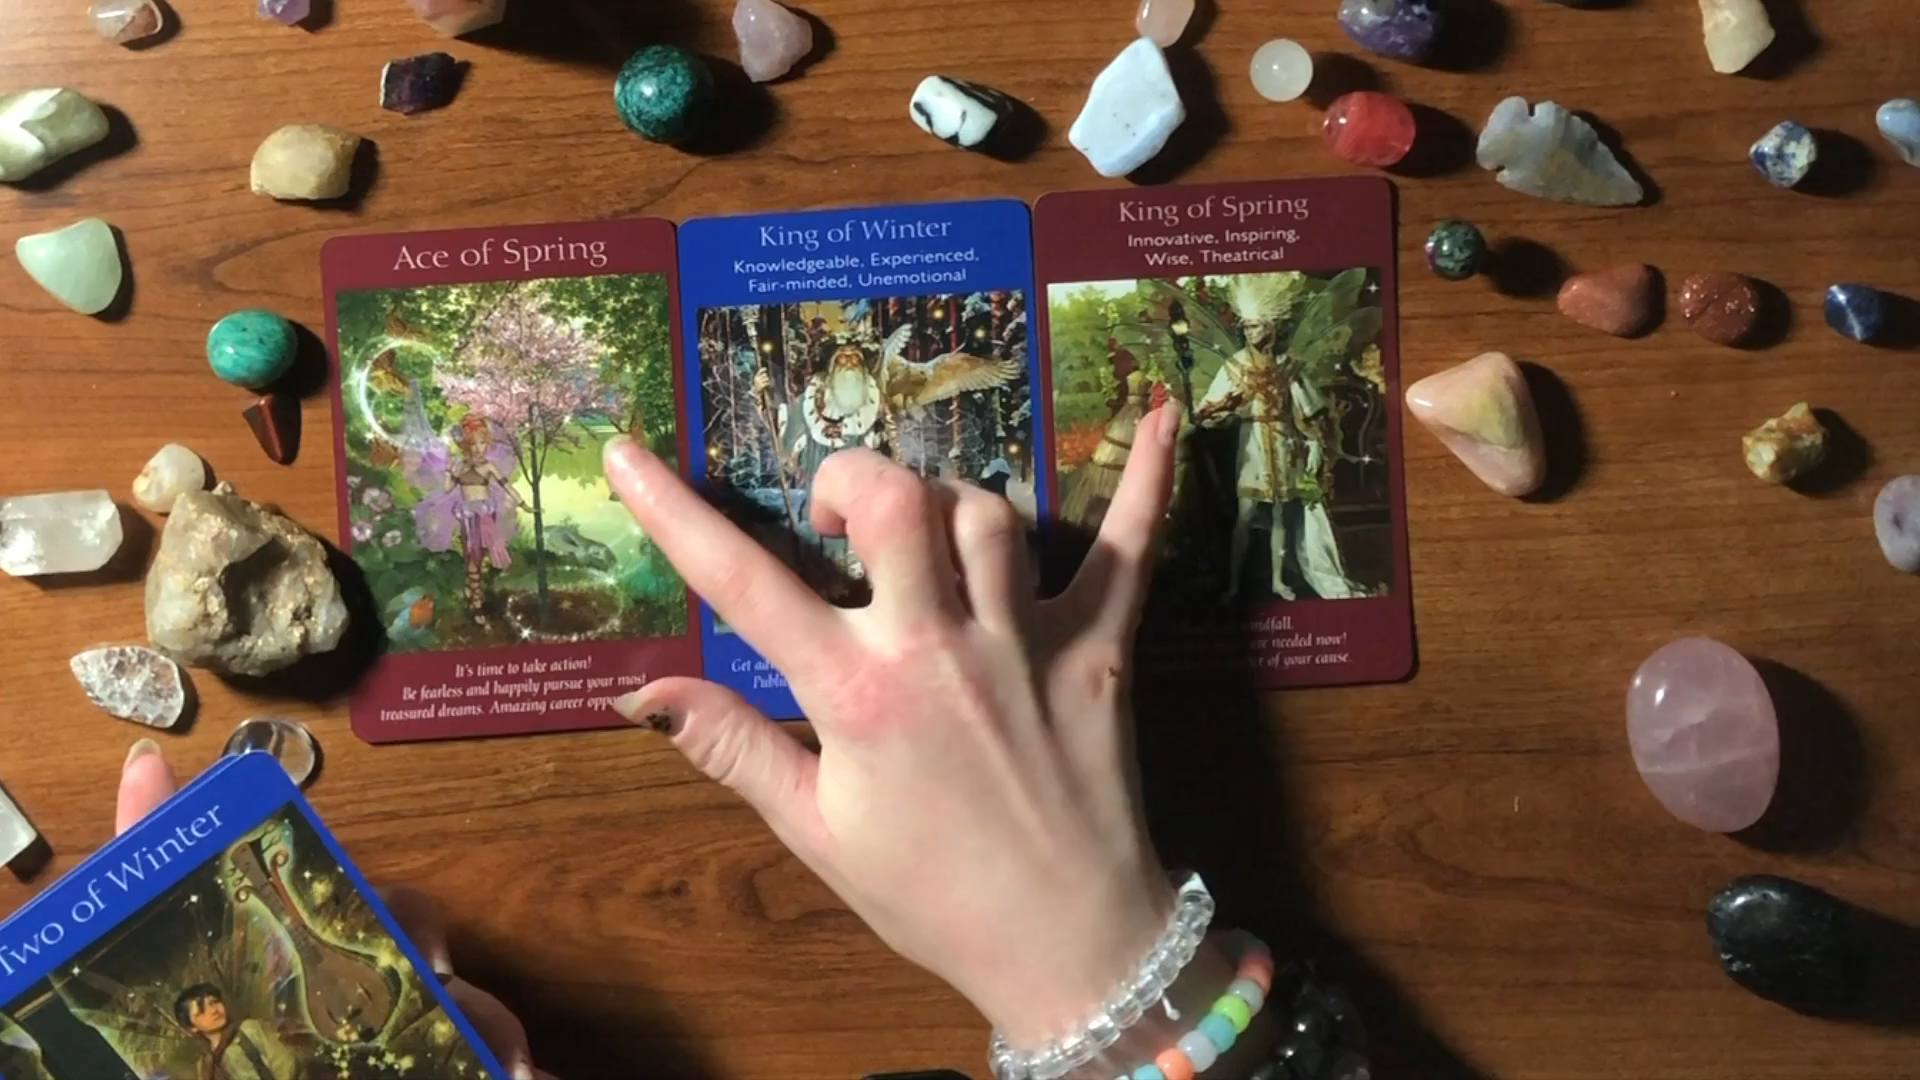 Ace of Spring
It's time to take action!
Be fearless and happily pursue your most
treasured dreams. Amazing career
King of Winter
Knowledgeable, Experienced,
Fair-minded, Unemotional
Get
King of Spring
Innovative, Inspiring,
Wise, Theatrical
needed now!
of your cause.
Two of Winter